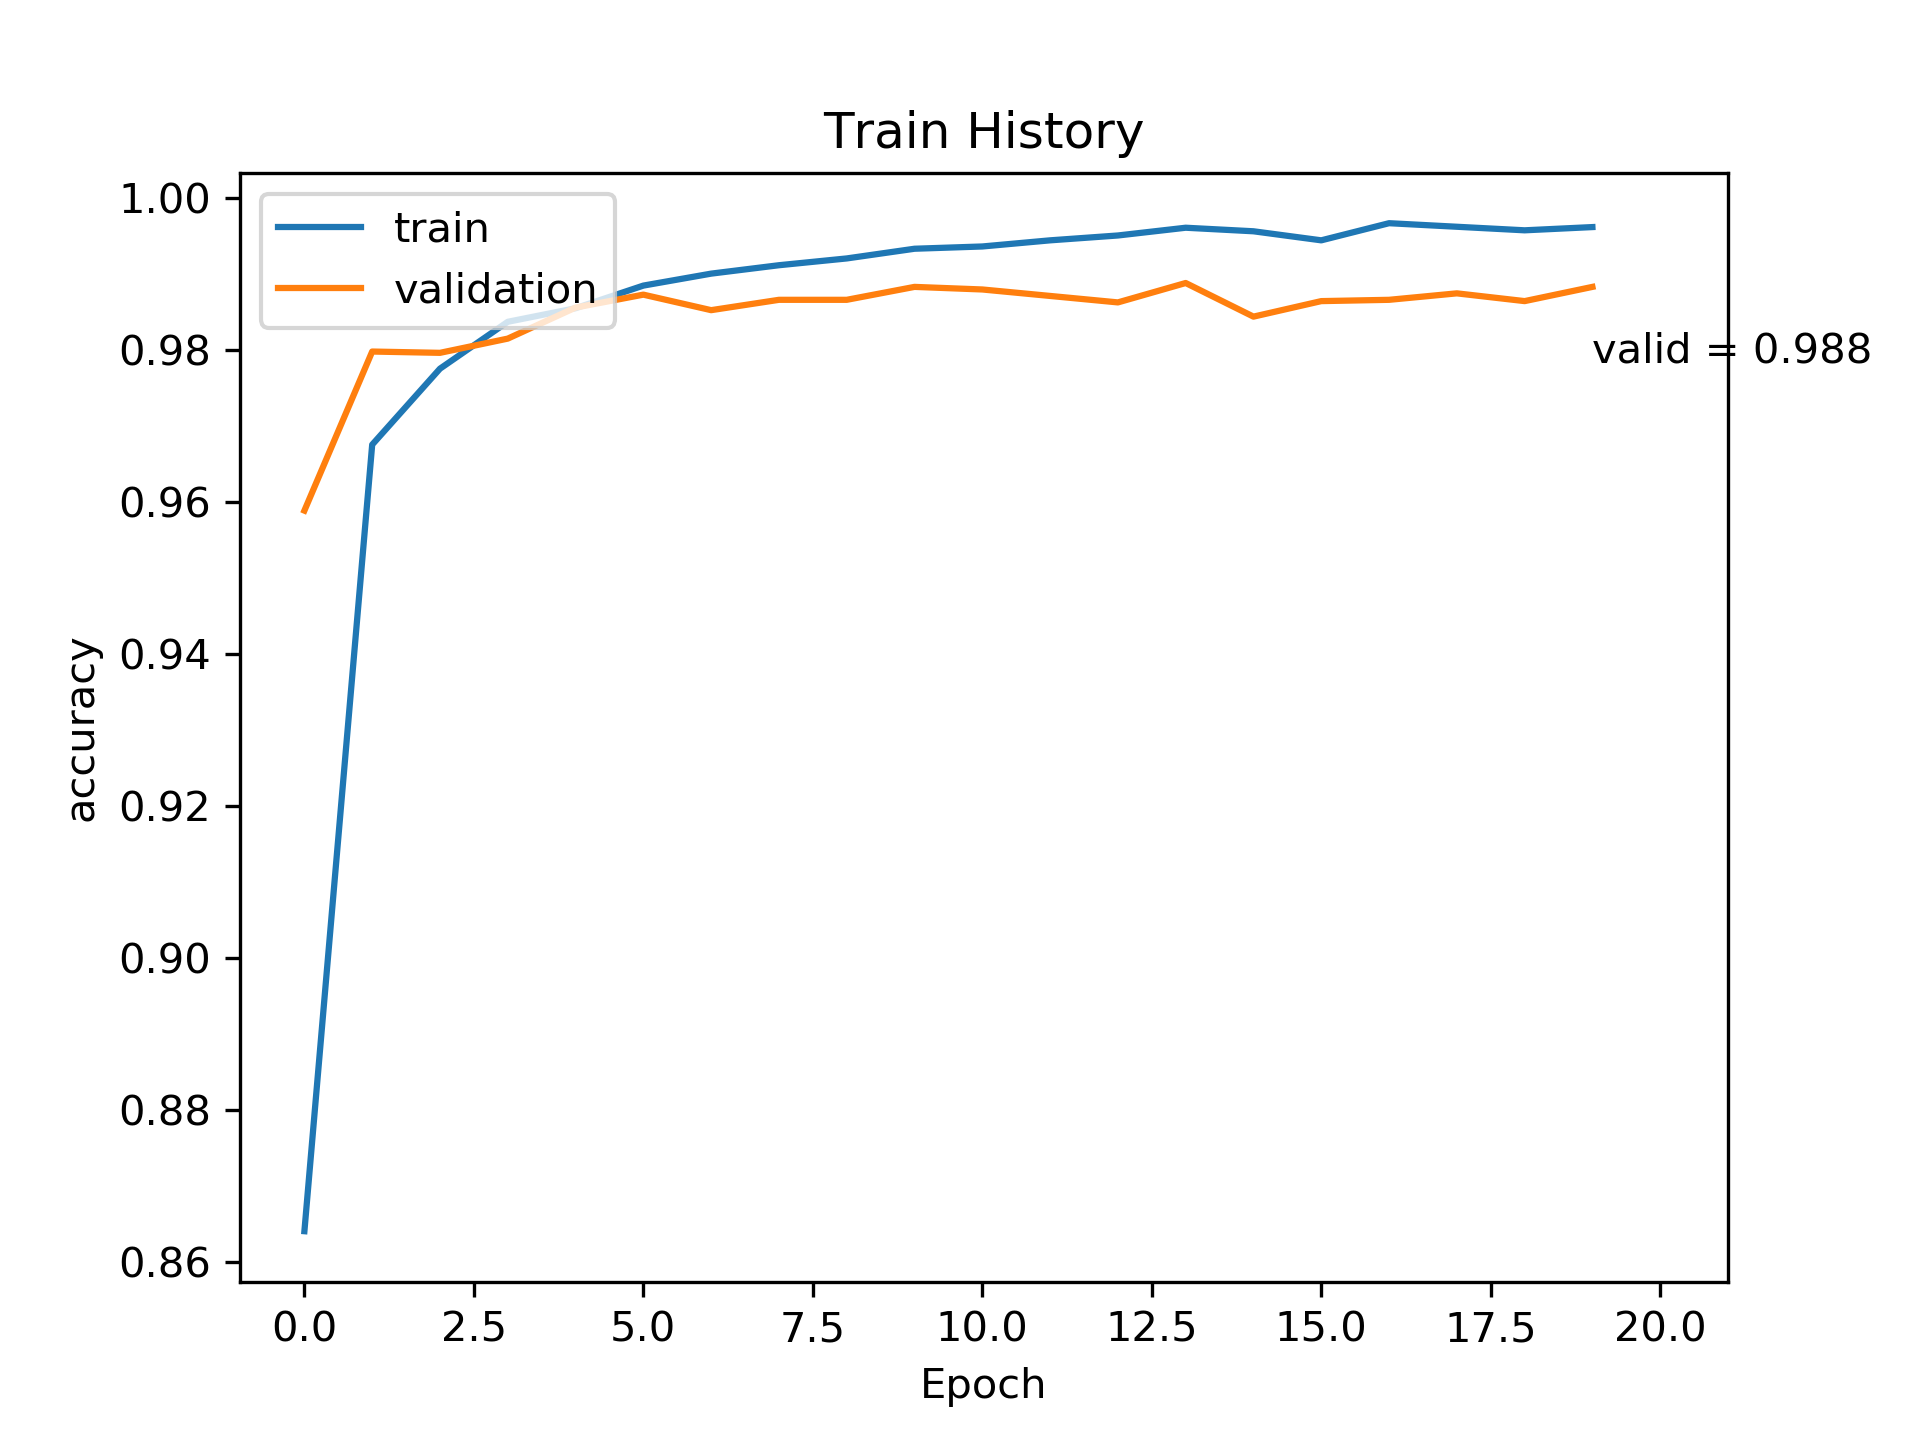 Train History
train
validation
valid = 0.988
accuracy
1.00
0.98
0.96
0.94
0.92
0.90
0.88
0.86
0.0 2.5 5.0 7.5 10.0 12.5 15.0 17.5 20.0
Epoch